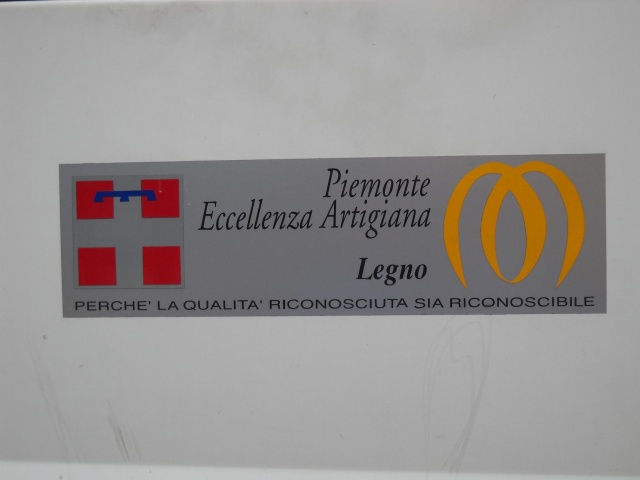 Piemonte
Eccellenza Artigiana
Legno
PERCHE' LA QUALITA' RICONOSCIUTA SIA RICONOSCIBILE